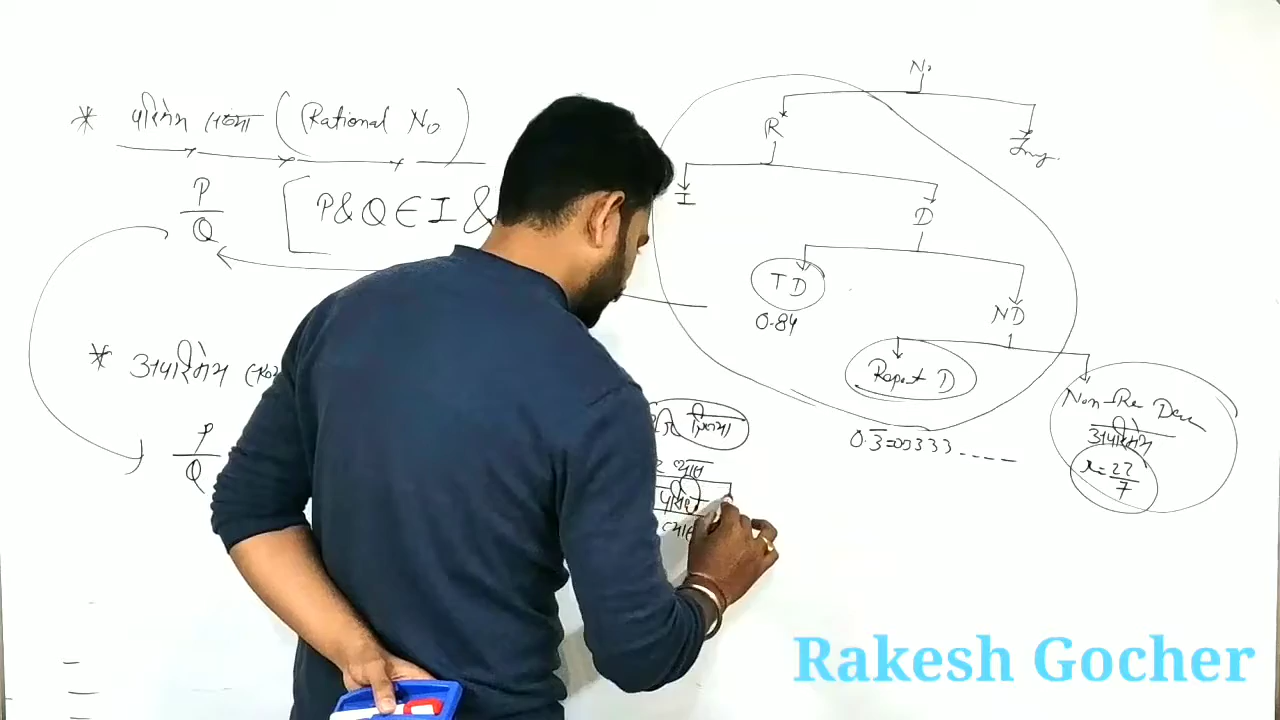 * परिमेय संख्या (Rational No)
P
Q
[P&Q∈I &
* अपरिमेय
P
Q
No
R
Img.
I
D
TD
0.84
ND
Repeat D
0.3=0.3333....
Non-Re Dec
अपरिमेय
22
7
त्रिज्या
व्यास
परिधि
Rakesh Gocher